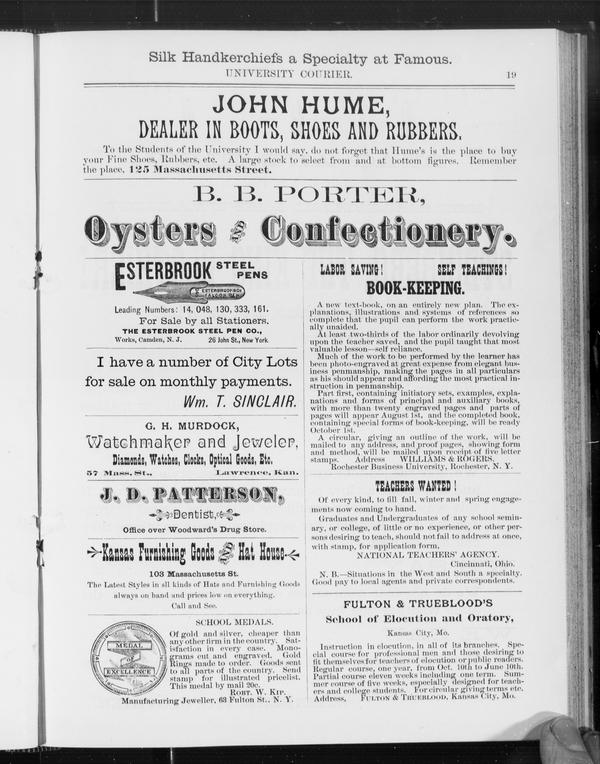 Silk Handkerchiefs a Specialty at Famous.
UNIVERSITY COURIER. 19
JOHN HUME,
DEALER IN BOOTS, SHOES AND RUBBERS.
To the Students of the University I would say, do not forget that Hume's is the place to buy
your Fine Shoes, Rubbers, etc. A large stock to select from and at bottom figures. Remember
the place, 125 Massachusetts Street.
B. B. PORTER,
Oysters and Confectionery.
ESTERBROOK STEEL
PENS
ESTERBROOK & CO
FALCON PEN
Leading Numbers: 14, 048, 130, 333, 161.
For Sale by all Stationers.
THE ESTERBROOK STEEL PEN CO.,
Works, Camden, N. J. 26 John St., New York.
I have a number of City Lots
for sale on monthly payments.
Wm. T. SINCLAIR.
G. H. MURDOCK,
Watchmaker and Jeweler,
Diamonds, Watches, Clocks, Optical Goods, Etc.
57 Mass. St., Lawrence, Kan.
J. D. PATTERSON,
Dentist,
Office over Woodward's Drug Store.
Kansas Furnishing Goods and Hat House
103 Massachusetts St.
The Latest Styles in all kinds of Hats and Furnishing Goods
always on hand and prices low on everything.
Call and See.
MEDAL
OF
EXCELLENCE
SCHOOL MEDALS.
Of gold and silver, cheaper than
any other firm in the country. Sat-
isfaction in every case. Mono-
grams cut and engraved. Gold
Rings made to order. Goods sent
to all parts of the country. Send
stamp for illustrated pricelist.
This medal by mail 20c.
ROBT. W. KIP,
Manufacturing Jeweller, 63 Fulton St., N. Y.
LABOR SAVING! SELF TEACHINGS!
BOOK-KEEPING.
A new text-book, on an entirely new plan. The ex-
planations, illustrations and systems of references so
complete that the pupil can perform the work practic-
ally unaided.
At least two-thirds of the labor ordinarily devolving
upon the teacher saved, and the pupil taught that most
valuable lesson—self reliance.
Much of the work to be performed by the learner has
been photo-engraved at great expense from elegant bus-
iness penmanship, making the pages in all particulars
as his should appear and affording the most practical in-
struction in penmanship.
Part first, containing initiatory sets, examples, expla-
nations and forms of principal and auxiliary books,
with more than twenty engraved pages and parts of
pages will appear August 1st, and the completed book,
containing special forms of book-keeping, will be ready
October 1st.
A circular, giving an outline of the work, will be
mailed to any address, and proof pages, showing form
and method, will be mailed upon receipt of five letter
stamps. Address WILLIAMS & ROGERS,
Rochester Business University, Rochester, N. Y.
TEACHERS WANTED!
Of every kind, to fill fall, winter and spring engage-
ments now coming to hand.
Graduates and Undergraduates of any school semin-
ary, or college, of little or no experience, or other per-
sons desiring to teach, should not fail to address at once,
with stamp, for application form,
NATIONAL TEACHERS' AGENCY.
Cincinnati, Ohio.
N. B.—Situations in the West and South a specialty.
Good pay to local agents and private correspondents.
FULTON & TRUEBLOOD'S
School of Elocution and Oratory,
Kansas City, Mo.
Instruction in elocution, in all of its branches. Spe-
cial course for professional men and those desiring to
fit themselves for teachers of elocution or public readers.
Regular course, one year, from Oct. 10th to June 10th.
Partial course eleven weeks including one term. Sum-
mer course of five weeks, especially designed for teach-
ers and college students. For circular giving terms etc.
Address, FULTON & TRUEBLOOD, Kansas City, Mo.